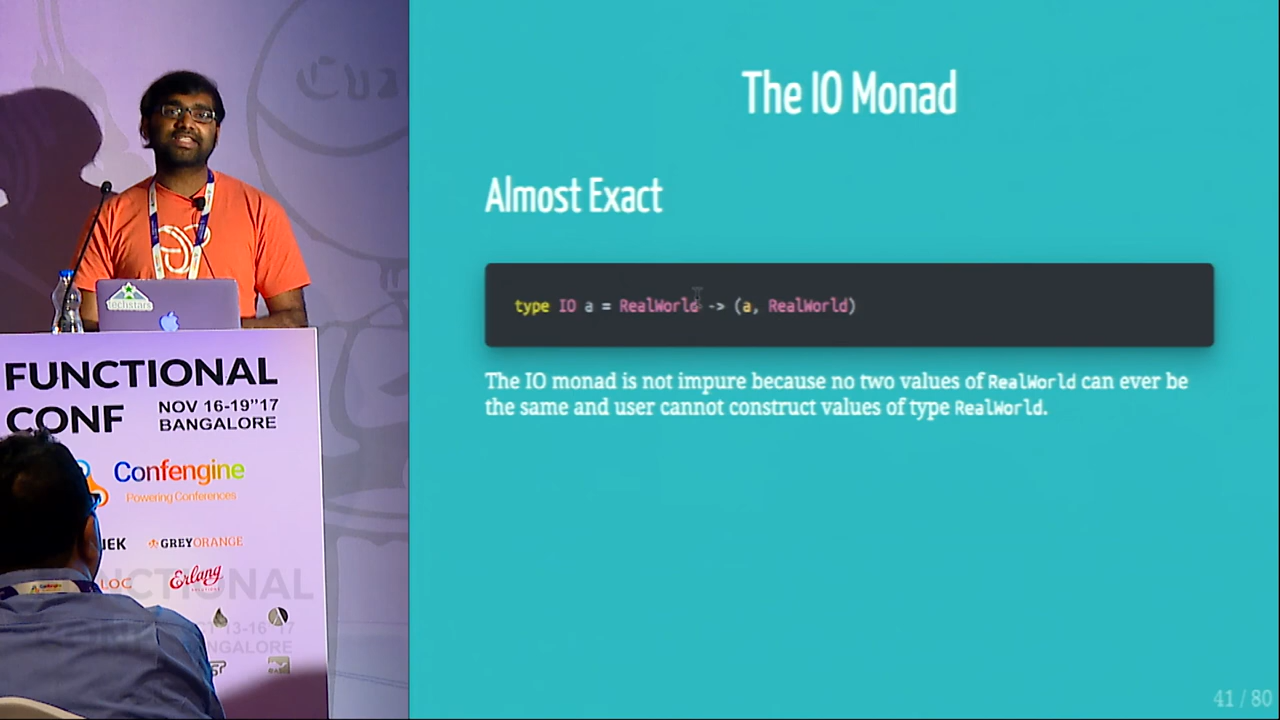 The IO Monad
Almost Exact
type IO a = RealWorld -> (a, RealWorld)
The IO monad is not impure because no two values of RealWorld can ever be
the same and user cannot construct values of type RealWorld.
41 / 80
techstars
FUNCTIONAL
CONF
NOV 16-19"17
BANGALORE
Confengine
Powering Conferences
GREYORANGE
Erlang
SOLUTIONS